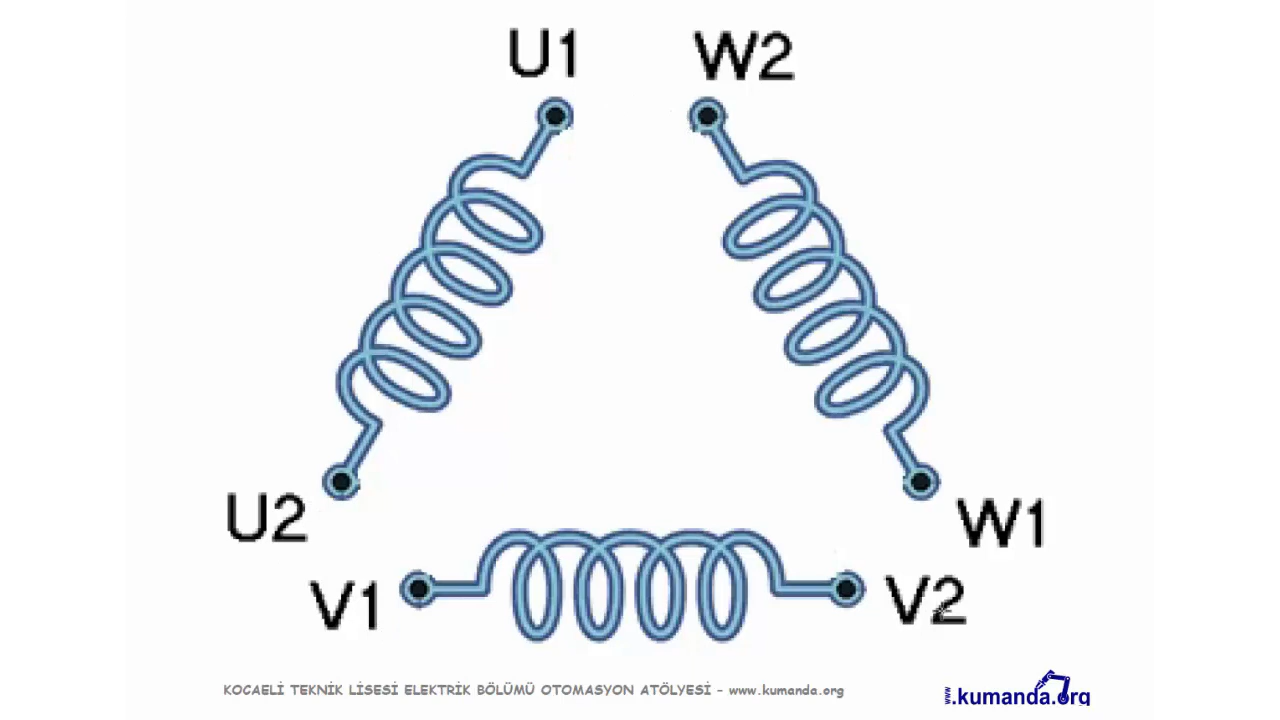 U1 W2
U2
W1
V1 V2
KOCAELİ TEKNİK LİSESİ ELEKTRİK BÖLÜMÜ OTOMASYON ATÖLYESİ - www.kumanda.org
.kumanda.org